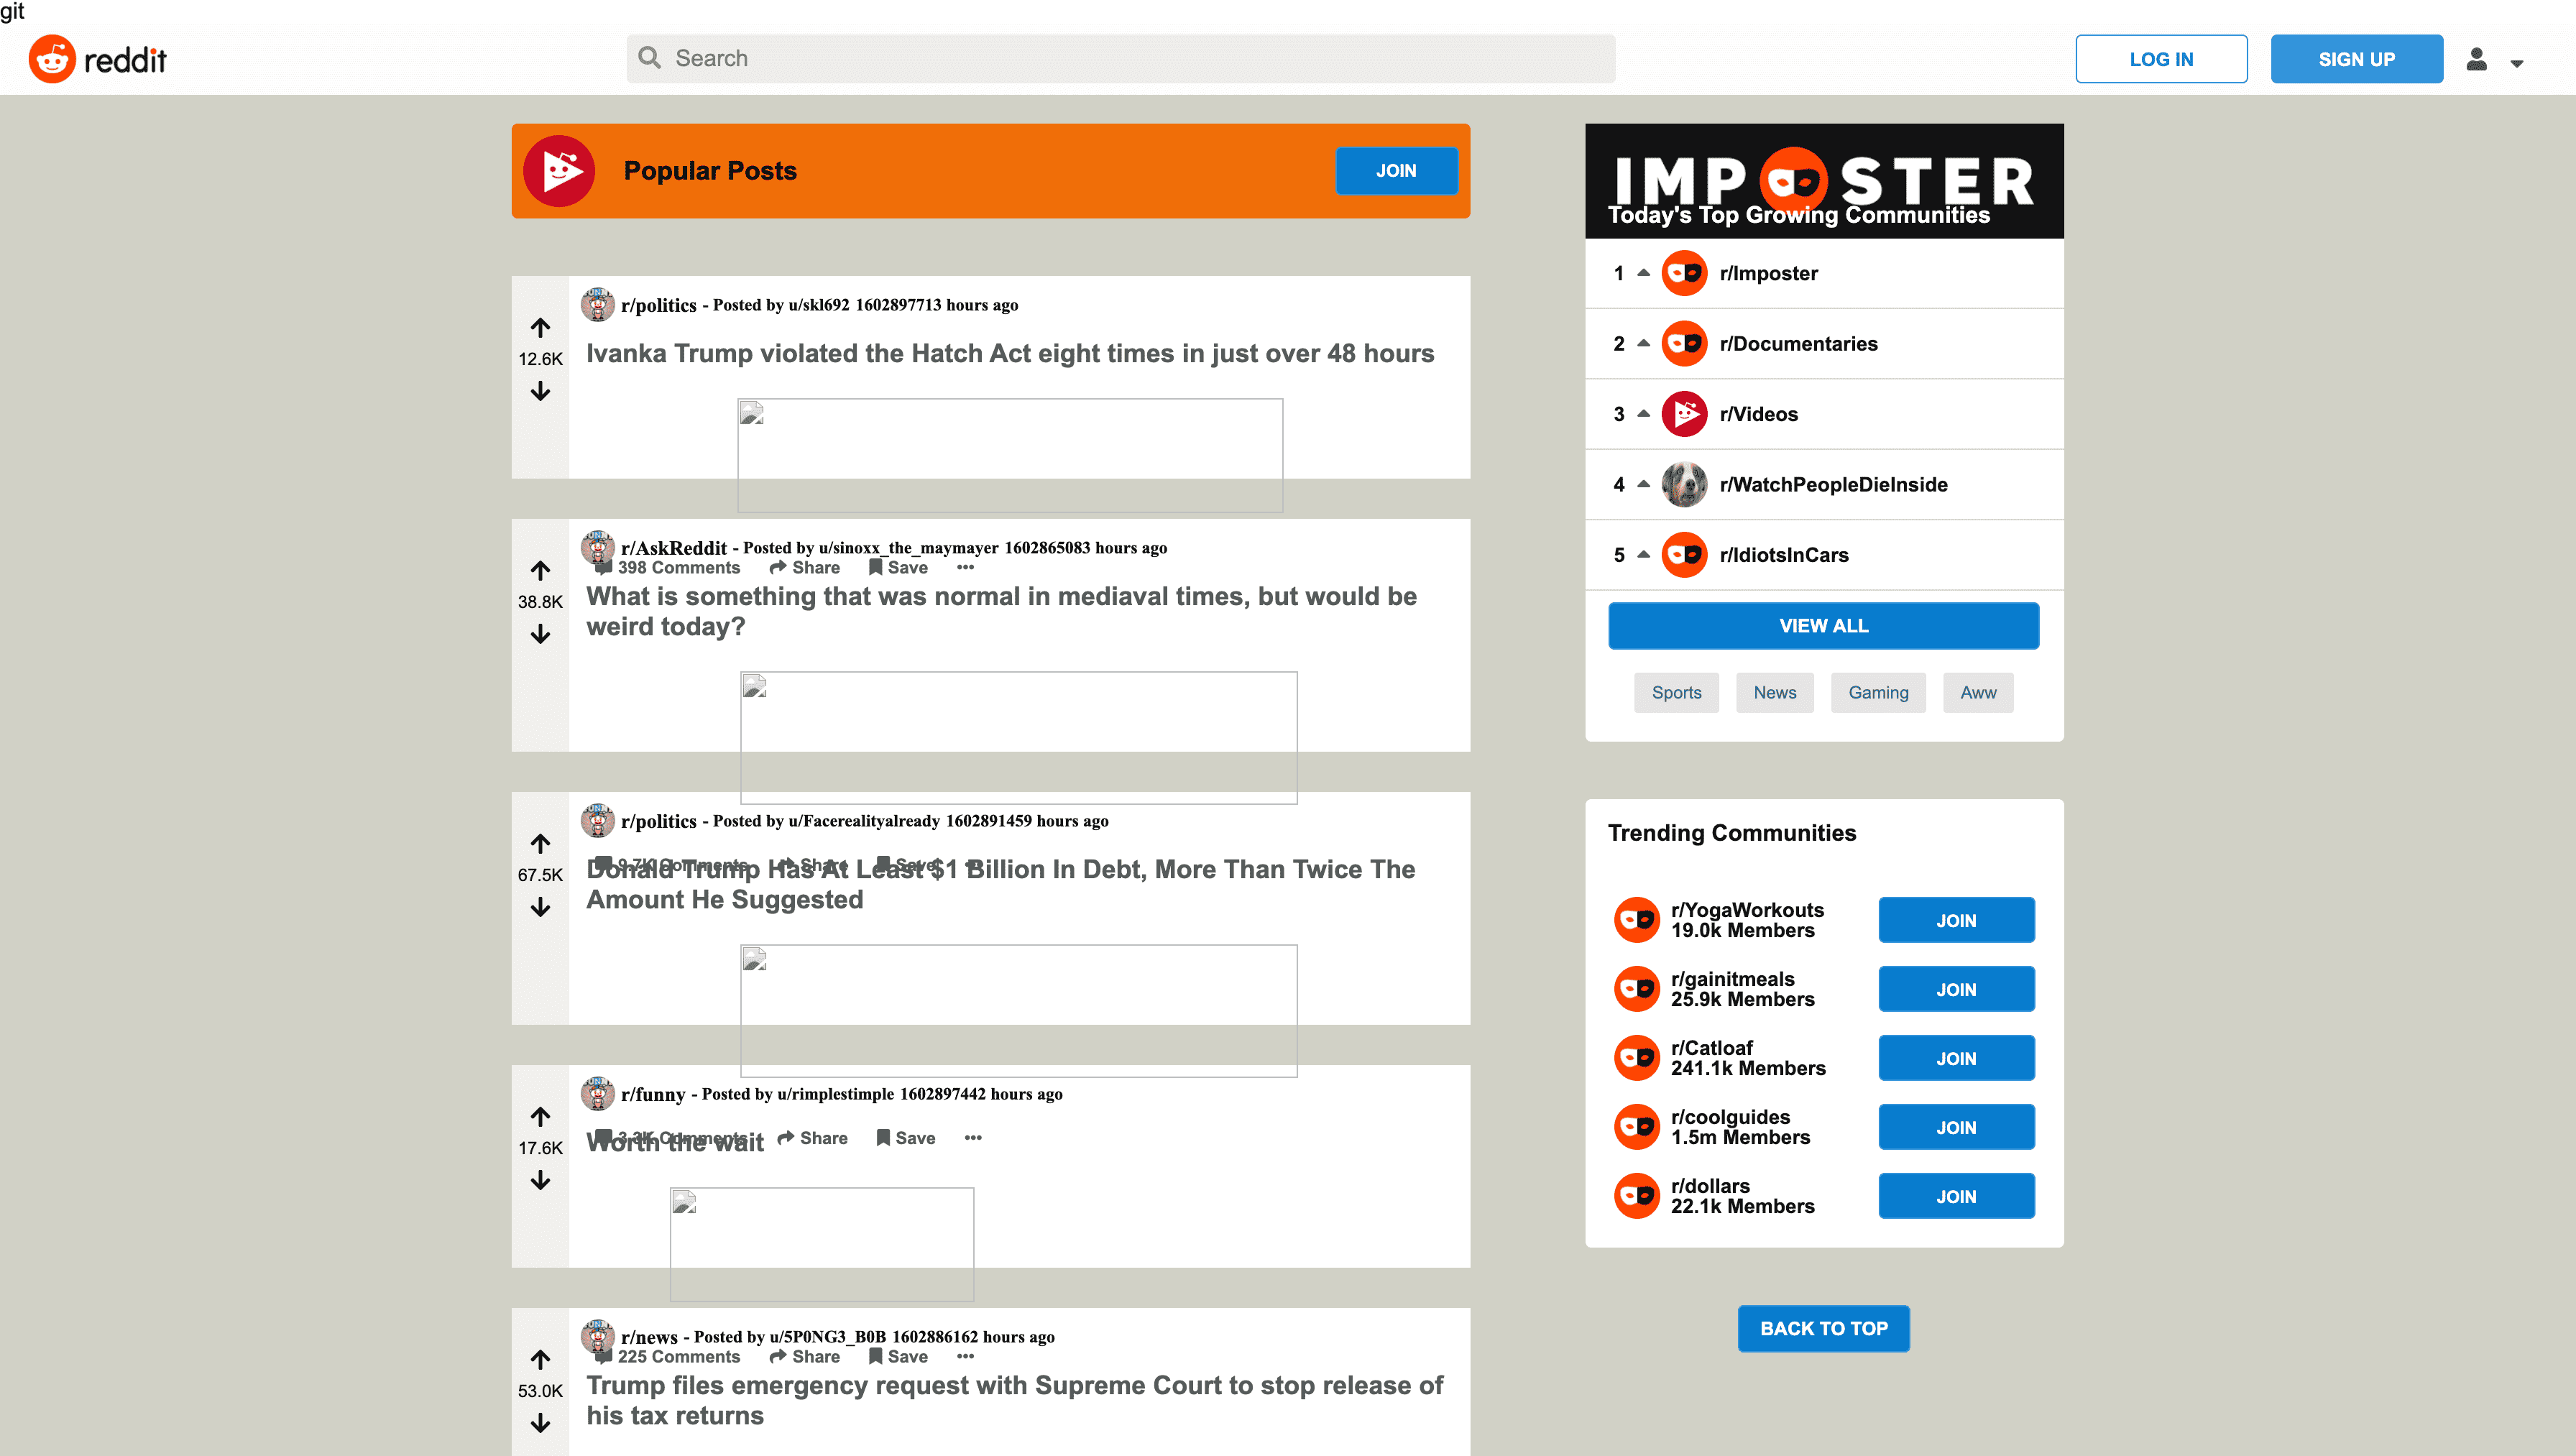 git
reddit
Search
LOG IN
SIGN UP
Popular Posts
JOIN
r/politics - Posted by u/skl692 1602897713 hours ago
12.6K
Ivanka Trump violated the Hatch Act eight times in just over 48 hours
r/AskReddit - Posted by u/sinoxx_the_maymayer 1602865083 hours ago
398 Comments Share Save
38.8K
What is something that was normal in mediaval times, but would be
weird today?
r/politics - Posted by u/Facerealityalready 1602891459 hours ago
9.7K Comments Share Save
67.5K
Donald Trump Has At Least $1 Billion In Debt, More Than Twice The
Amount He Suggested
r/funny - Posted by u/rimplestimple 1602897442 hours ago
3.3K Comments Share Save
17.6K
Worth the wait
r/news - Posted by u/5P0NG3_B0B 1602886162 hours ago
225 Comments Share Save
53.0K
Trump files emergency request with Supreme Court to stop release of
his tax returns
IMPOSTER
Today's Top Growing Communities
1 r/Imposter
2 r/Documentaries
3 r/Videos
4 r/WatchPeopleDieInside
5 r/IdiotsInCars
VIEW ALL
Sports News Gaming Aww
Trending Communities
r/YogaWorkouts
19.0k Members
JOIN
r/gainitmeals
25.9k Members
JOIN
r/Catloaf
241.1k Members
JOIN
r/coolguides
1.5m Members
JOIN
r/dollars
22.1k Members
JOIN
BACK TO TOP